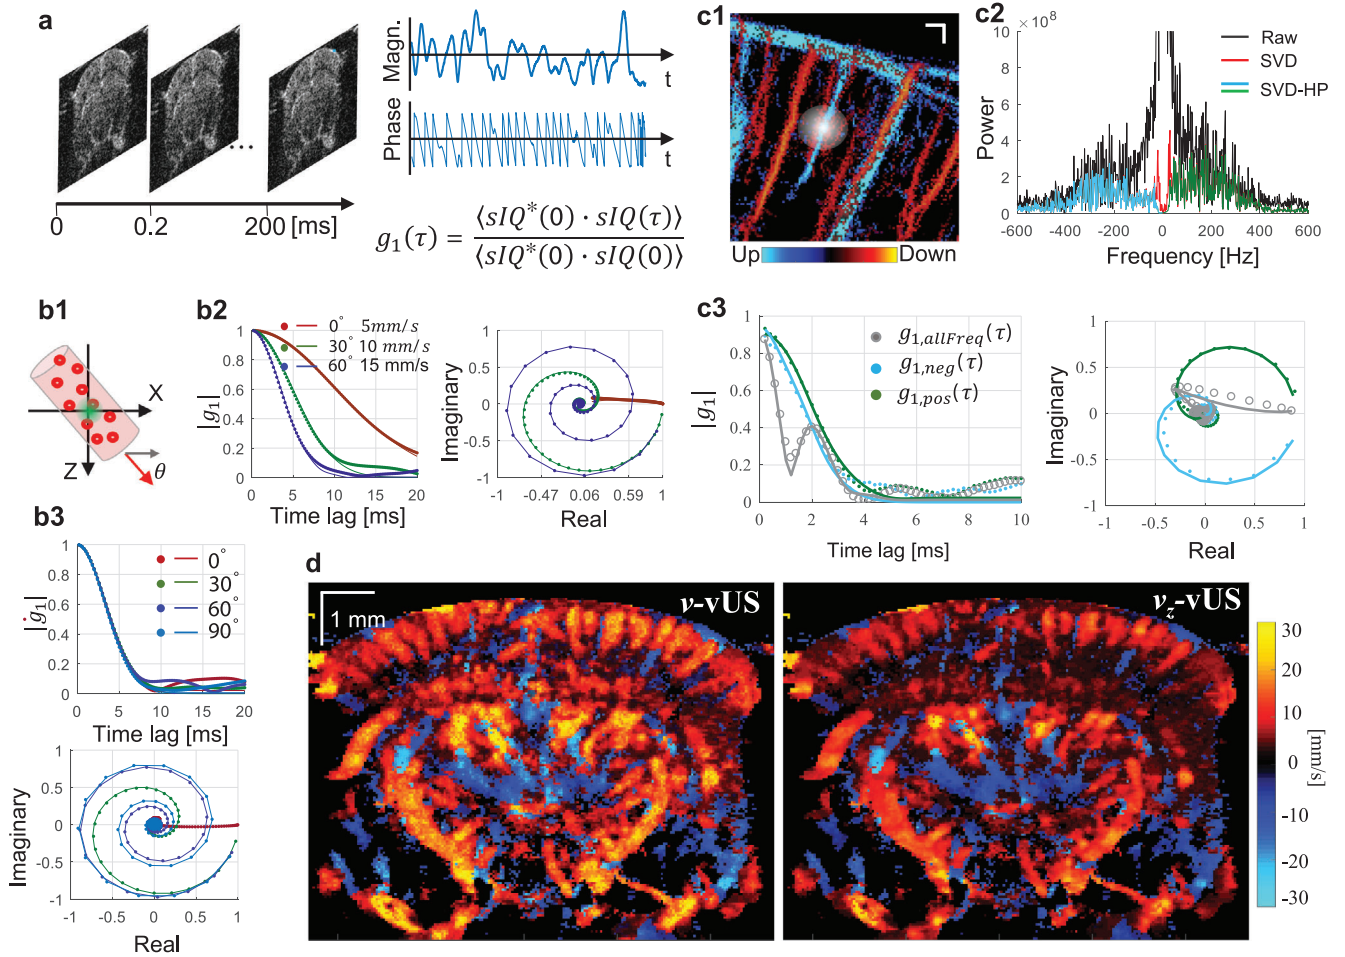 a
Magn.
t
Phase
t
...
0 0.2 200 [ms]
g₁(τ) = ⟨sIQ*(0) · sIQ(τ)⟩ / ⟨sIQ*(0) · sIQ(0)⟩
c1
Up Down
c2
× 10⁸
10
8
6
4
2
0
Power
Raw
SVD
SVD-HP
-600 -400 -200 0 200 400 600
Frequency [Hz]
b1
X
Z
θ
b2
1
0.8
0.6
0.4
0.2
0
|g₁|
0° 5mm/s
30° 10 mm/s
60° 15 mm/s
0 5 10 15 20
Time lag [ms]
1
0.5
0
-0.5
-1
Imaginary
-1 -0.47 0.06 0.59 1
Real
c3
1
0.8
0.6
0.4
0.2
0
|g₁|
g₁,allFreq(τ)
g₁,neg(τ)
g₁,pos(τ)
0 2 4 6 8 10
Time lag [ms]
1
0.5
0
-0.5
-1
Imaginary
-1 -0.5 0 0.5 1
Real
b3
1
0.8
0.6
0.4
0.2
0
|g₁|
0°
30°
60°
90°
0 5 10 15 20
Time lag [ms]
1
0.5
0
-0.5
-1
Imaginary
-1 -0.5 0 0.5 1
Real
d
1 mm
v-vUS
v_z-vUS
30
20
10
0
-10
-20
-30
[mm/s]